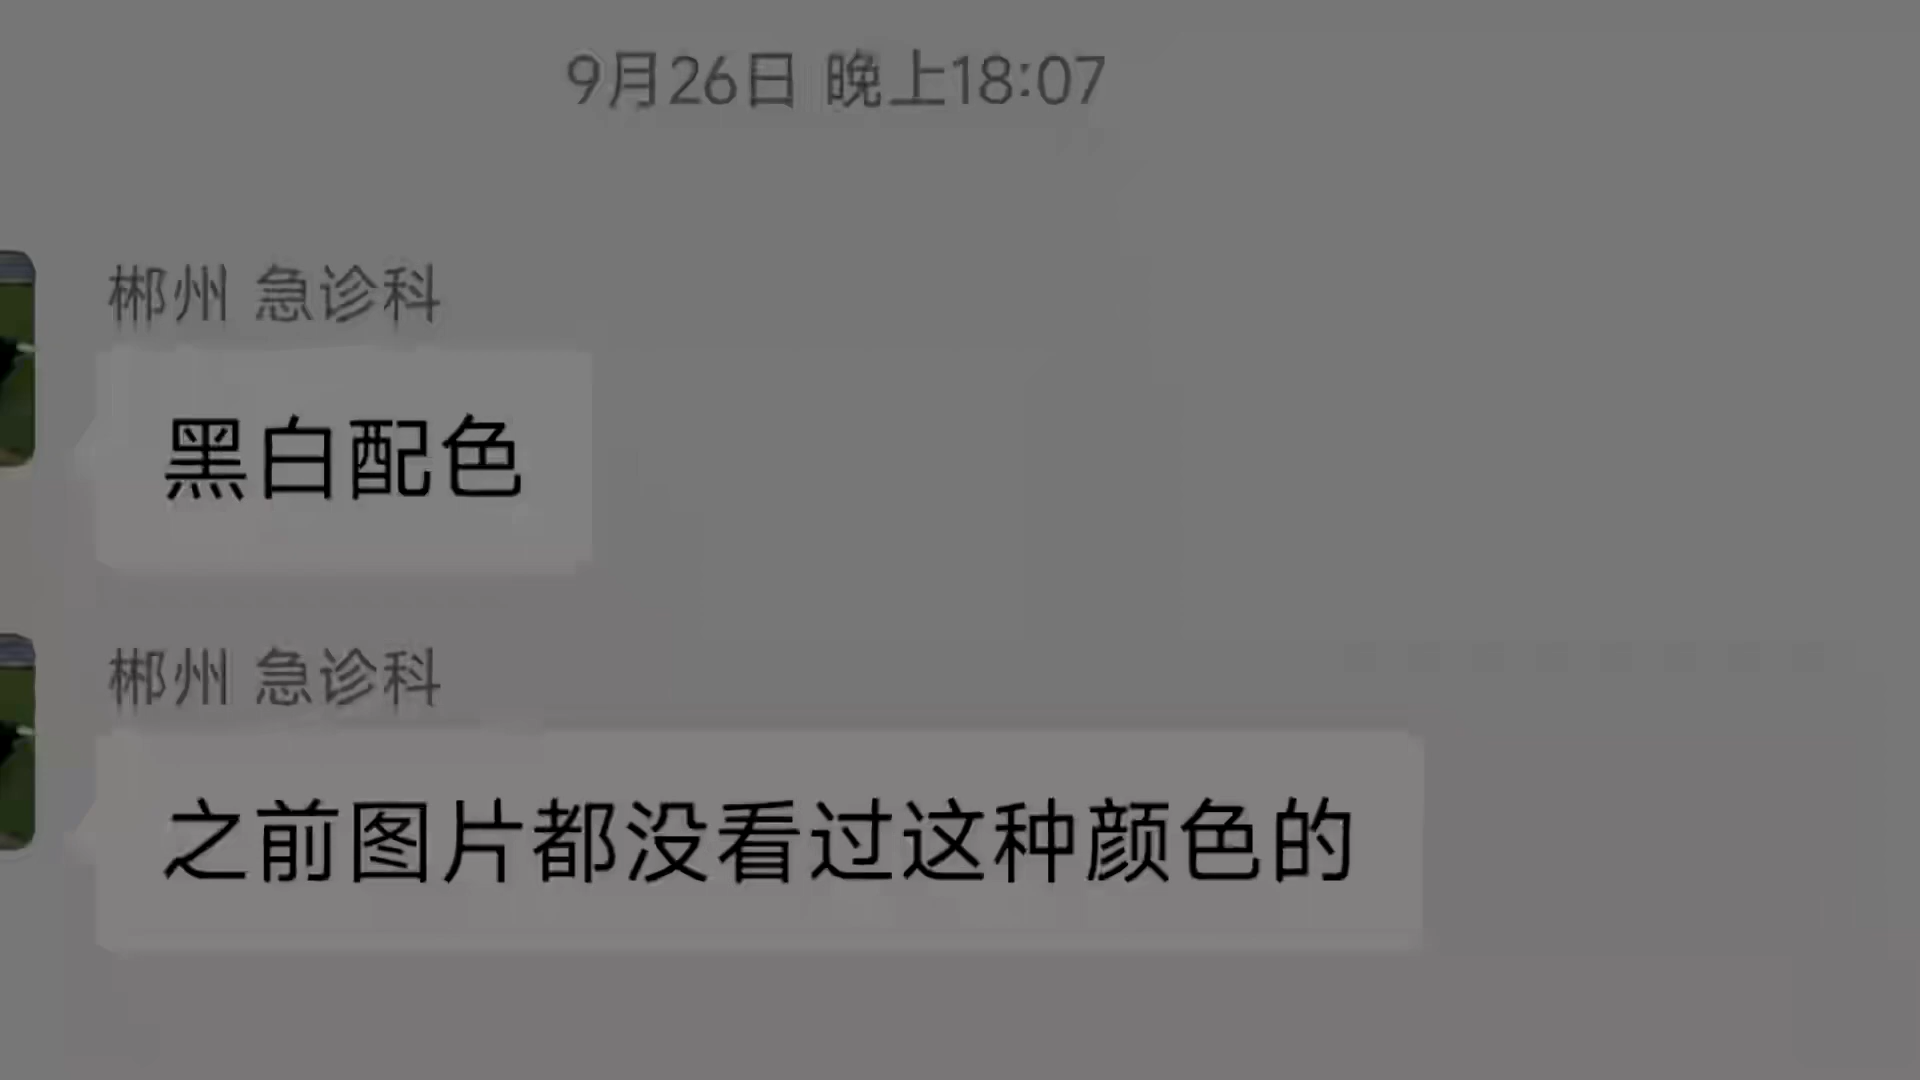 9月26日 晚上18:07
郴州 急诊科
黑白配色
郴州 急诊科
之前图片都没看过这种颜色的